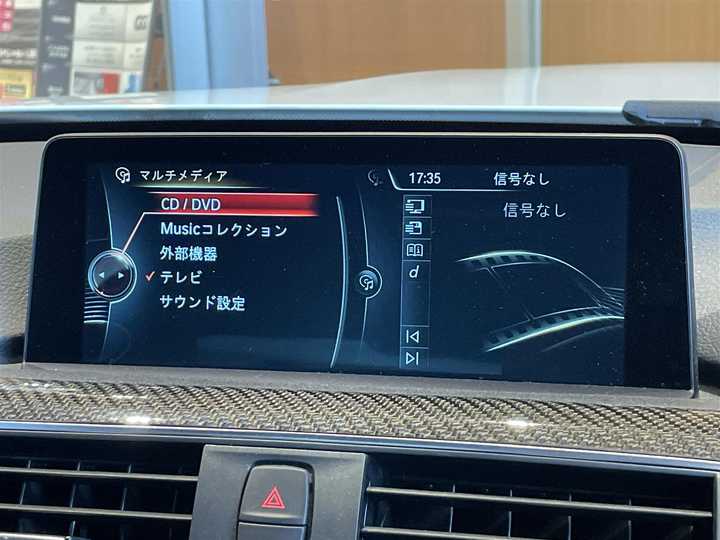 マルチメディア
CD / DVD
Musicコレクション
外部機器
テレビ
サウンド設定
17:35
信号なし
信号なし
d